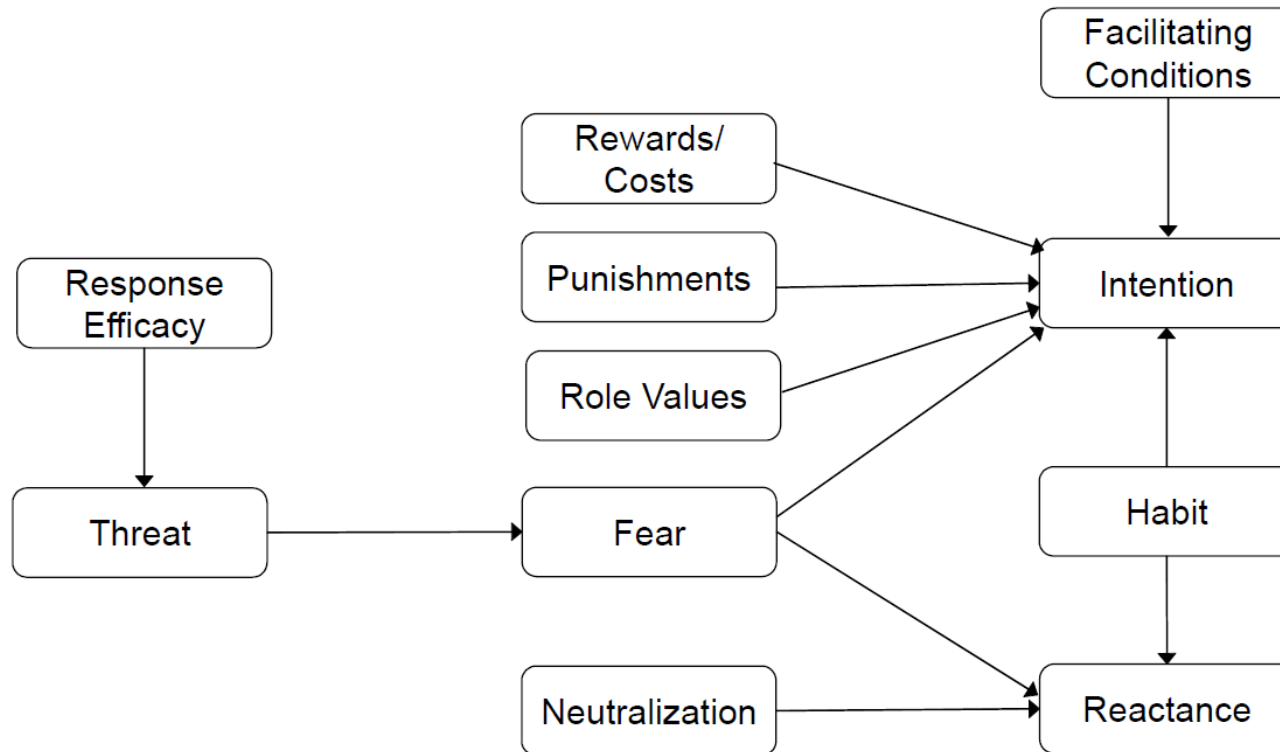 Facilitating
Conditions
Rewards/
Costs
Punishments
Intention
Response
Efficacy
Role Values
Threat
Fear
Habit
Neutralization
Reactance